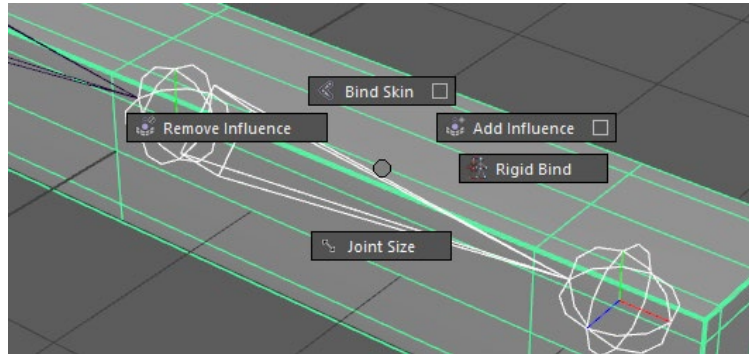 Bind Skin
Remove Influence
Add Influence
Rigid Bind
Joint Size